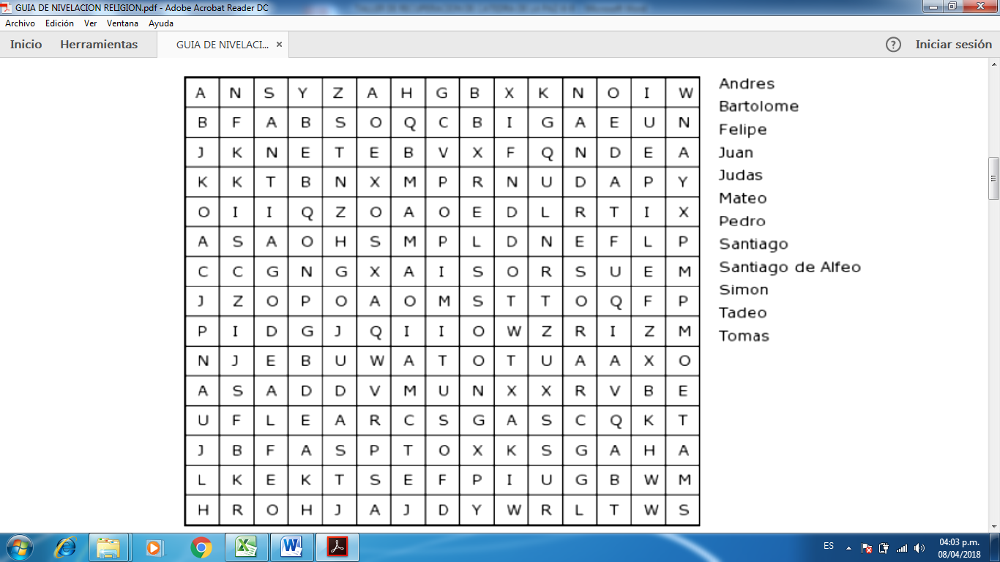 GUIA DE NIVELACION RELIGION.pdf - Adobe Acrobat Reader DC
Archivo Edición Ver Ventana Ayuda
Inicio Herramientas GUIA DE NIVELACI... × ? Iniciar sesión
A N S Y Z A H G B X K N O I W
B F A B S O Q C B I G A E U N
J K N E T E B V X F Q N D E A
K K T B N X M P R N U D A P Y
O I I Q Z O A O E D L R T I X
A S A O H S M P L D N E F L P
C C G N G X A I S O R S U E M
J Z O P O A O M S T T O Q F P
P I D G J Q I I O W Z R I Z M
N J E B U W A T O T U A A X O
A S A D D V M U N X X R V B E
U F L E A R C S G A S C Q K T
J B F A S P T O X K S G A H A
L K E K T S E F P I U G B W M
H R O H J A J D Y W R L T W S
Andres
Bartolome
Felipe
Juan
Judas
Mateo
Pedro
Santiago
Santiago de Alfeo
Simon
Tadeo
Tomas
ES 04:03 p.m.
08/04/2018